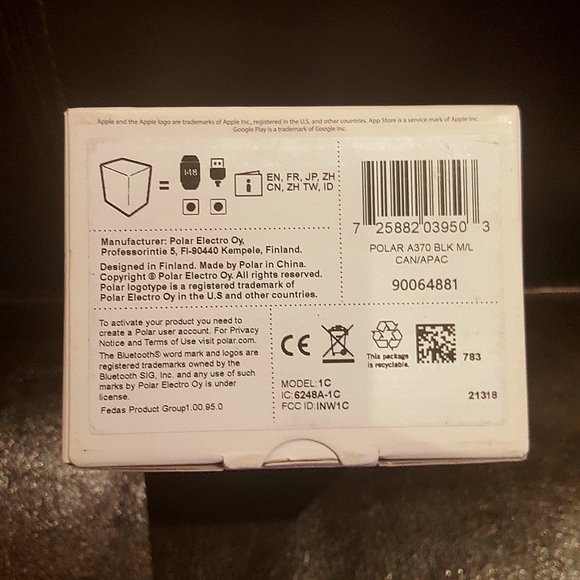 Apple and the Apple logo are trademarks of Apple Inc., registered in the U.S. and other countries. App Store is a service mark of Apple Inc.
Google Play is a trademark of Google Inc.
148
EN, FR, JP, ZH
CN, ZH TW, ID
7 25882 03950 3
POLAR A370 BLK M/L
CAN/APAC
90064881
Manufacturer: Polar Electro Oy,
Professorintie 5, FI-90440 Kempele, Finland.
Designed in Finland. Made by Polar in China.
Copyright © Polar Electro Oy. All rights reserved.
Polar logotype is a registered trademark of
Polar Electro Oy in the U.S and other countries.
To activate your product you need to
create a Polar user account. For Privacy
Notice and Terms of Use visit polar.com.
The Bluetooth® word mark and logos are
registered trademarks owned by the
Bluetooth SIG, Inc. and any use of such
marks by Polar Electro Oy is under
license.
Fedas Product Group1.00.95.0
CE
This package
is recyclable.
783
MODEL: 1C
IC: 6248A-1C
FCC ID: INW1C
21318